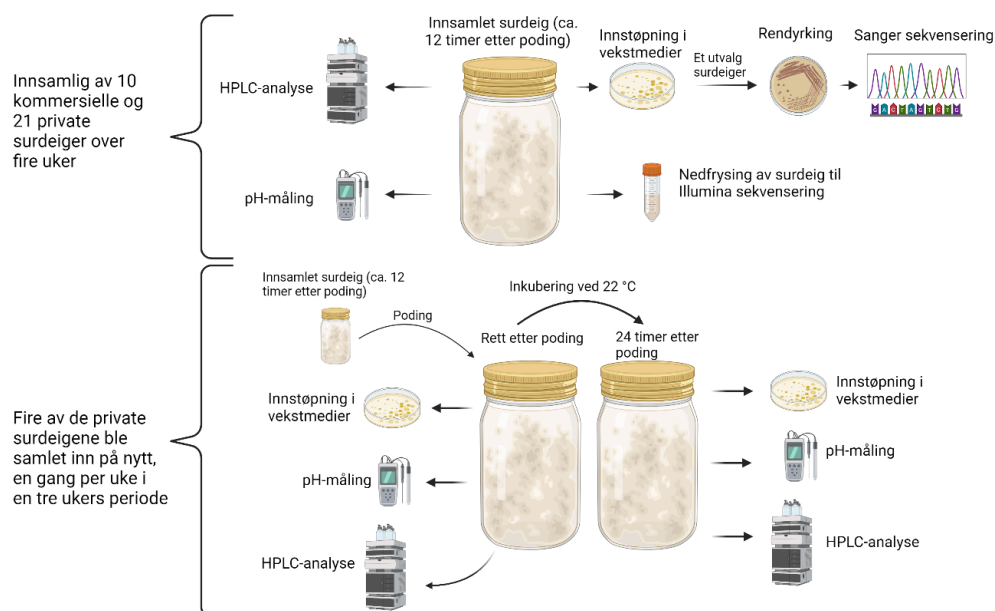 Innsamlig av 10
kommersielle og
21 private
surdeiger over
fire uker
HPLC-analyse
pH-måling
Innsamlet surdeig (ca.
12 timer etter poding)
Innstøpning i
vekstmedier
Et utvalg
surdeiger
Rendyrking
Sanger sekvensering
G A C T A G T C T G
Nedfrysing av surdeig til
Illumina sekvensering
Fire av de private
surdeigene ble
samlet inn på nytt,
en gang per uke i
en tre ukers periode
Innsamlet surdeig (ca. 12
timer etter poding)
Poding
Inkubering ved 22 °C
Rett etter poding
24 timer etter
poding
Innstøpning i
vekstmedier
pH-måling
HPLC-analyse
Innstøpning i
vekstmedier
pH-måling
HPLC-analyse